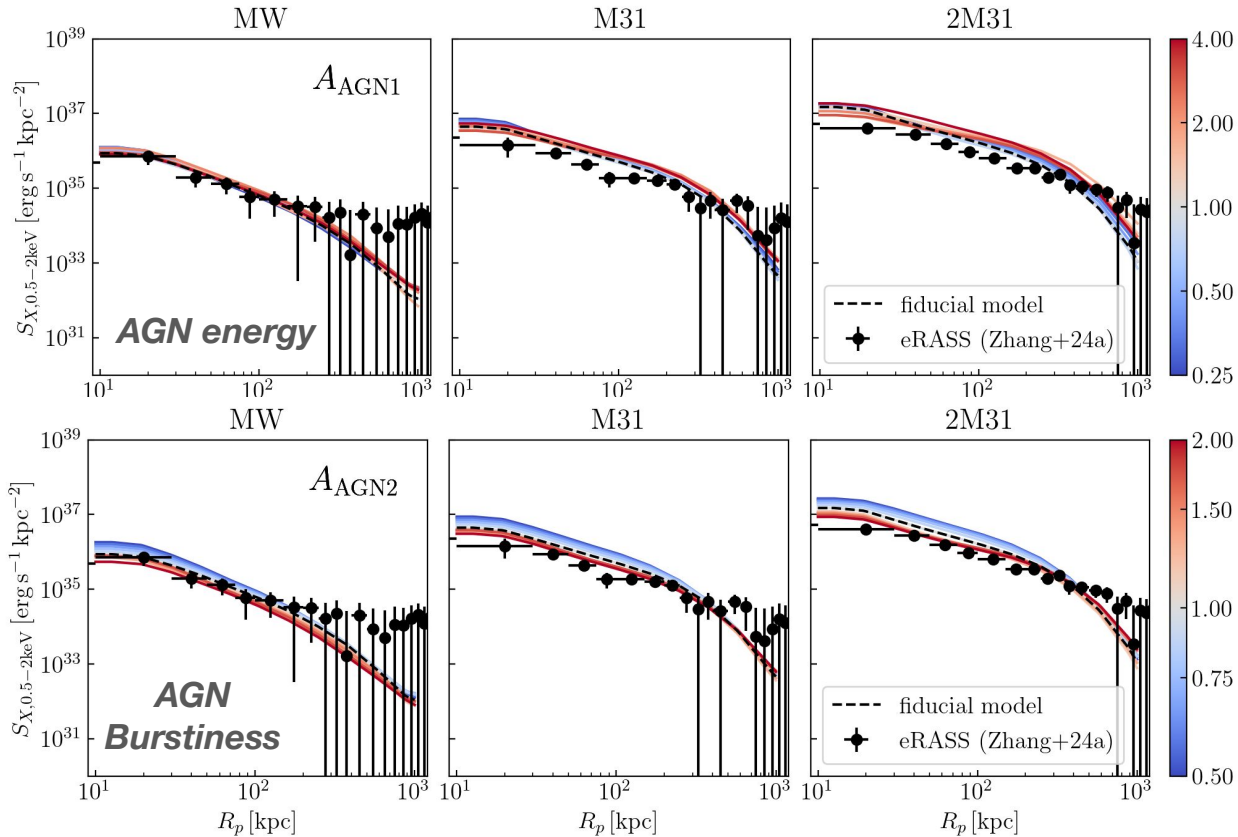 MW M31 2M31
10^39
10^37
10^35
10^33
10^31
S_{X,0.5−2keV} [erg s^−1 kpc^−2]
A_AGN1
AGN energy
fiducial model
eRASS (Zhang+24a)
4.00
2.00
1.00
0.50
0.25
10^1 10^2 10^3 10^1 10^2 10^3 10^1 10^2 10^3
MW M31 2M31
10^39
10^37
10^35
10^33
10^31
S_{X,0.5−2keV} [erg s^−1 kpc^−2]
A_AGN2
AGN
Burstiness
fiducial model
eRASS (Zhang+24a)
2.00
1.00
0.75
0.50
10^1 10^2 10^3 10^1 10^2 10^3 10^1 10^2 10^3
R_p [kpc] R_p [kpc] R_p [kpc]